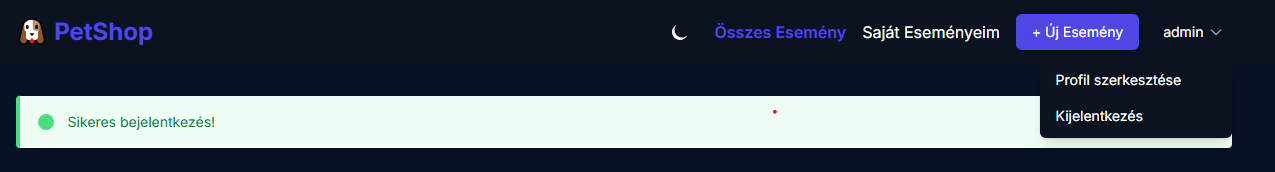 PetShop
Összes Esemény
Saját Eseményeim
+ Új Esemény
admin
Profil szerkesztése
Kijelentkezés
Sikeres bejelentkezés!